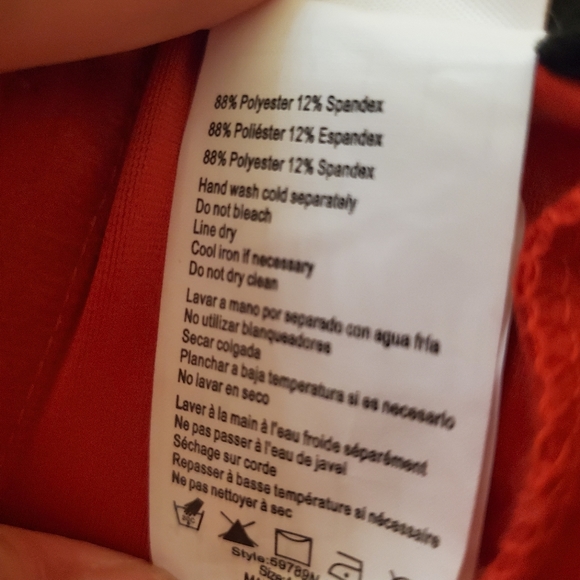 88% Polyester 12% Spandex
88% Poliéster 12% Espandex
88% Polyester 12% Spandex
Hand wash cold separately
Do not bleach
Line dry
Cool iron if necessary
Do not dry clean
Lavar a mano por separado con agua fría
No utilizar blanqueadores
Secar colgada
Planchar a baja temperatura si es necesario
No lavar en seco
Laver à la main à l'eau froide séparément
Ne pas passer à l'eau de javel
Séchage sur corde
Repasser à basse température si nécessaire
Ne pas nettoyer à sec
Style:59789N